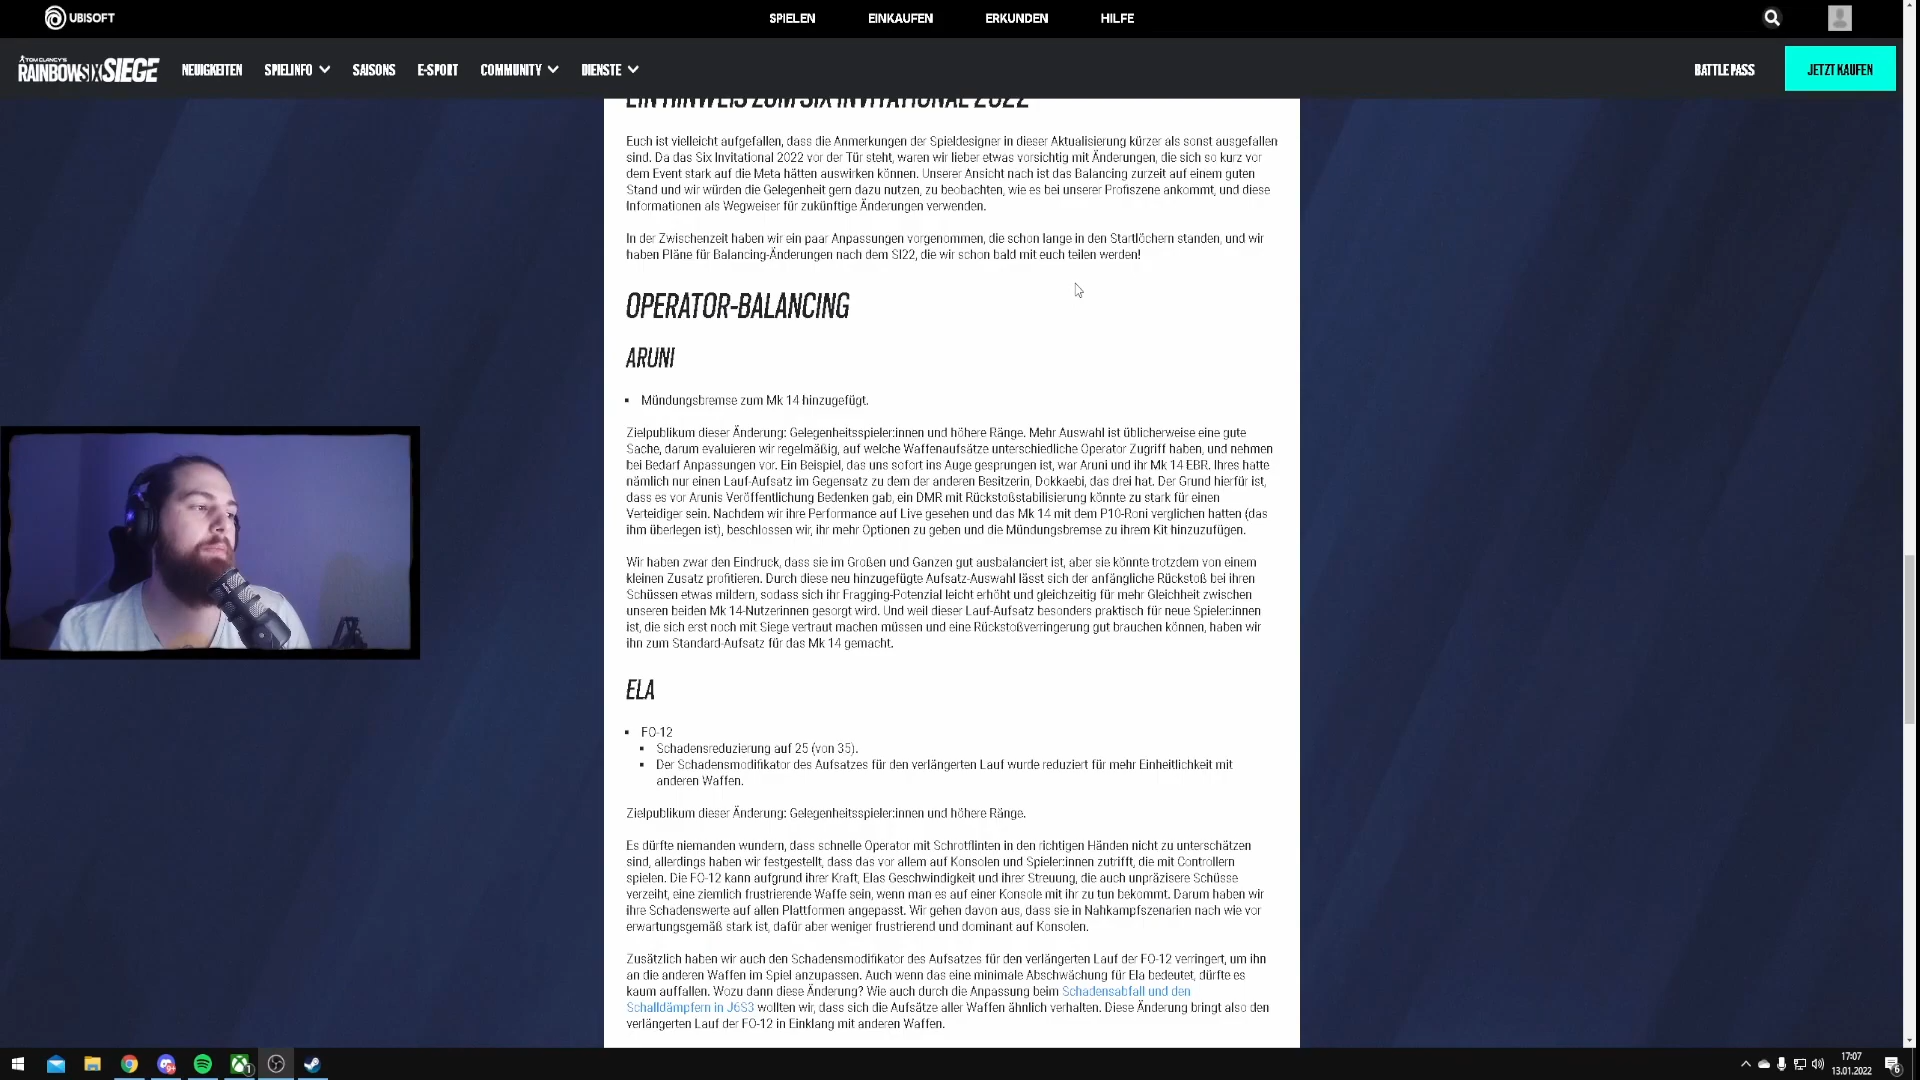 UBISOFT
SPIELEN
EINKAUFEN
ERKUNDEN
HILFE
TOM CLANCY'S
RAINBOW SIX SIEGE
NEUIGKEITEN
SPIELINFO
SAISONS
E-SPORT
COMMUNITY
DIENSTE
BATTLE PASS
JETZT KAUFEN
EIN HINWEIS ZUM SIX INVITATIONAL 2022
Euch ist vielleicht aufgefallen, dass die Anmerkungen der Spieldesigner in dieser Aktualisierung kürzer als sonst ausgefallen
sind. Da das Six Invitational 2022 vor der Tür steht, waren wir lieber etwas vorsichtig mit Änderungen, die sich so kurz vor
dem Event stark auf die Meta hätten auswirken können. Unserer Ansicht nach ist das Balancing zurzeit auf einem guten
Stand und wir würden die Gelegenheit gern dazu nutzen, zu beobachten, wie es bei unserer Profiszene ankommt, und diese
Informationen als Wegweiser für zukünftige Änderungen verwenden.
In der Zwischenzeit haben wir ein paar Anpassungen vorgenommen, die schon lange in den Startlöchern standen, und wir
haben Pläne für Balancing-Änderungen nach dem SI22, die wir schon bald mit euch teilen werden!
OPERATOR-BALANCING
ARUNI
▪ Mündungsbremse zum Mk 14 hinzugefügt.
Zielpublikum dieser Änderung: Gelegenheitsspieler:innen und höhere Ränge. Mehr Auswahl ist üblicherweise eine gute
Sache, darum evaluieren wir regelmäßig, auf welche Waffenaufsätze unterschiedliche Operator Zugriff haben, und nehmen
bei Bedarf Anpassungen vor. Ein Beispiel, das uns sofort ins Auge gesprungen ist, war Aruni und ihr Mk 14 EBR. Ihres hatte
nämlich nur einen Lauf-Aufsatz im Gegensatz zu dem der anderen Besitzerin, Dokkaebi, das drei hat. Der Grund hierfür ist,
dass es vor Arunis Veröffentlichung Bedenken gab, ein DMR mit Rückstoßstabilisierung könnte zu stark für einen
Verteidiger sein. Nachdem wir ihre Performance auf Live gesehen und das Mk 14 mit dem P10-Roni verglichen hatten (das
ihm überlegen ist), beschlossen wir, ihr mehr Optionen zu geben und die Mündungsbremse zu ihrem Kit hinzuzufügen.
Wir haben zwar den Eindruck, dass sie im Großen und Ganzen gut ausbalanciert ist, aber sie könnte trotzdem von einem
kleinen Zusatz profitieren. Durch diese neu hinzugefügte Aufsatz-Auswahl lässt sich der anfängliche Rückstoß bei ihren
Schüssen etwas mildern, sodass sich ihr Fragging-Potenzial leicht erhöht und gleichzeitig für mehr Gleichheit zwischen
unseren beiden Mk 14-Nutzerinnen gesorgt wird. Und weil dieser Lauf-Aufsatz besonders praktisch für neue Spieler:innen
ist, die sich erst noch mit Siege vertraut machen müssen und eine Rückstoßverringerung gut brauchen können, haben wir
ihn zum Standard-Aufsatz für das Mk 14 gemacht.
ELA
▪ FO-12
▪ Schadensreduzierung auf 25 (von 35).
▪ Der Schadensmodifikator des Aufsatzes für den verlängerten Lauf wurde reduziert für mehr Einheitlichkeit mit
anderen Waffen.
Zielpublikum dieser Änderung: Gelegenheitsspieler:innen und höhere Ränge.
Es dürfte niemanden wundern, dass schnelle Operator mit Schrotflinten in den richtigen Händen nicht zu unterschätzen
sind, allerdings haben wir festgestellt, dass das vor allem auf Konsolen und Spieler:innen zutrifft, die mit Controllern
spielen. Die FO-12 kann aufgrund ihrer Kraft, Elas Geschwindigkeit und ihrer Streuung, die auch unpräzisere Schüsse
verzeiht, eine ziemlich frustrierende Waffe sein, wenn man es auf einer Konsole mit ihr zu tun bekommt. Darum haben wir
ihre Schadenswerte auf allen Plattformen angepasst. Wir gehen davon aus, dass sie in Nahkampfszenarien nach wie vor
erwartungsgemäß stark ist, dafür aber weniger frustrierend und dominant auf Konsolen.
Zusätzlich haben wir auch den Schadensmodifikator des Aufsatzes für den verlängerten Lauf der FO-12 verringert, um ihn
an die anderen Waffen im Spiel anzupassen. Auch wenn das eine minimale Abschwächung für Ela bedeutet, dürfte es
kaum auffallen. Wozu dann diese Änderung? Wie auch durch die Anpassung beim Schadensabfall und den
Schalldämpfern in J6S3 wollten wir, dass sich die Aufsätze aller Waffen ähnlich verhalten. Diese Änderung bringt also den
verlängerten Lauf der FO-12 in Einklang mit anderen Waffen.
17:07
13.01.2022